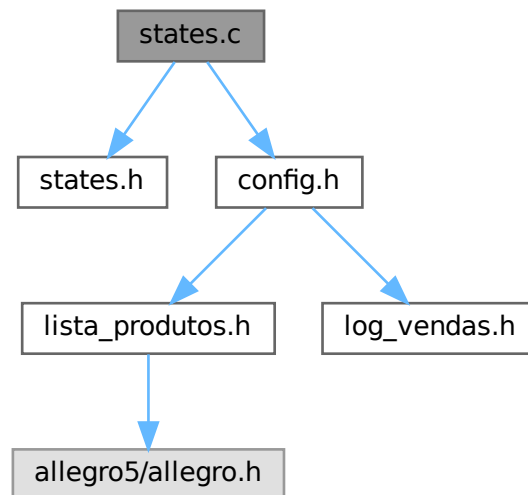 states.c
states.h
config.h
lista_produtos.h
log_vendas.h
allegro5/allegro.h